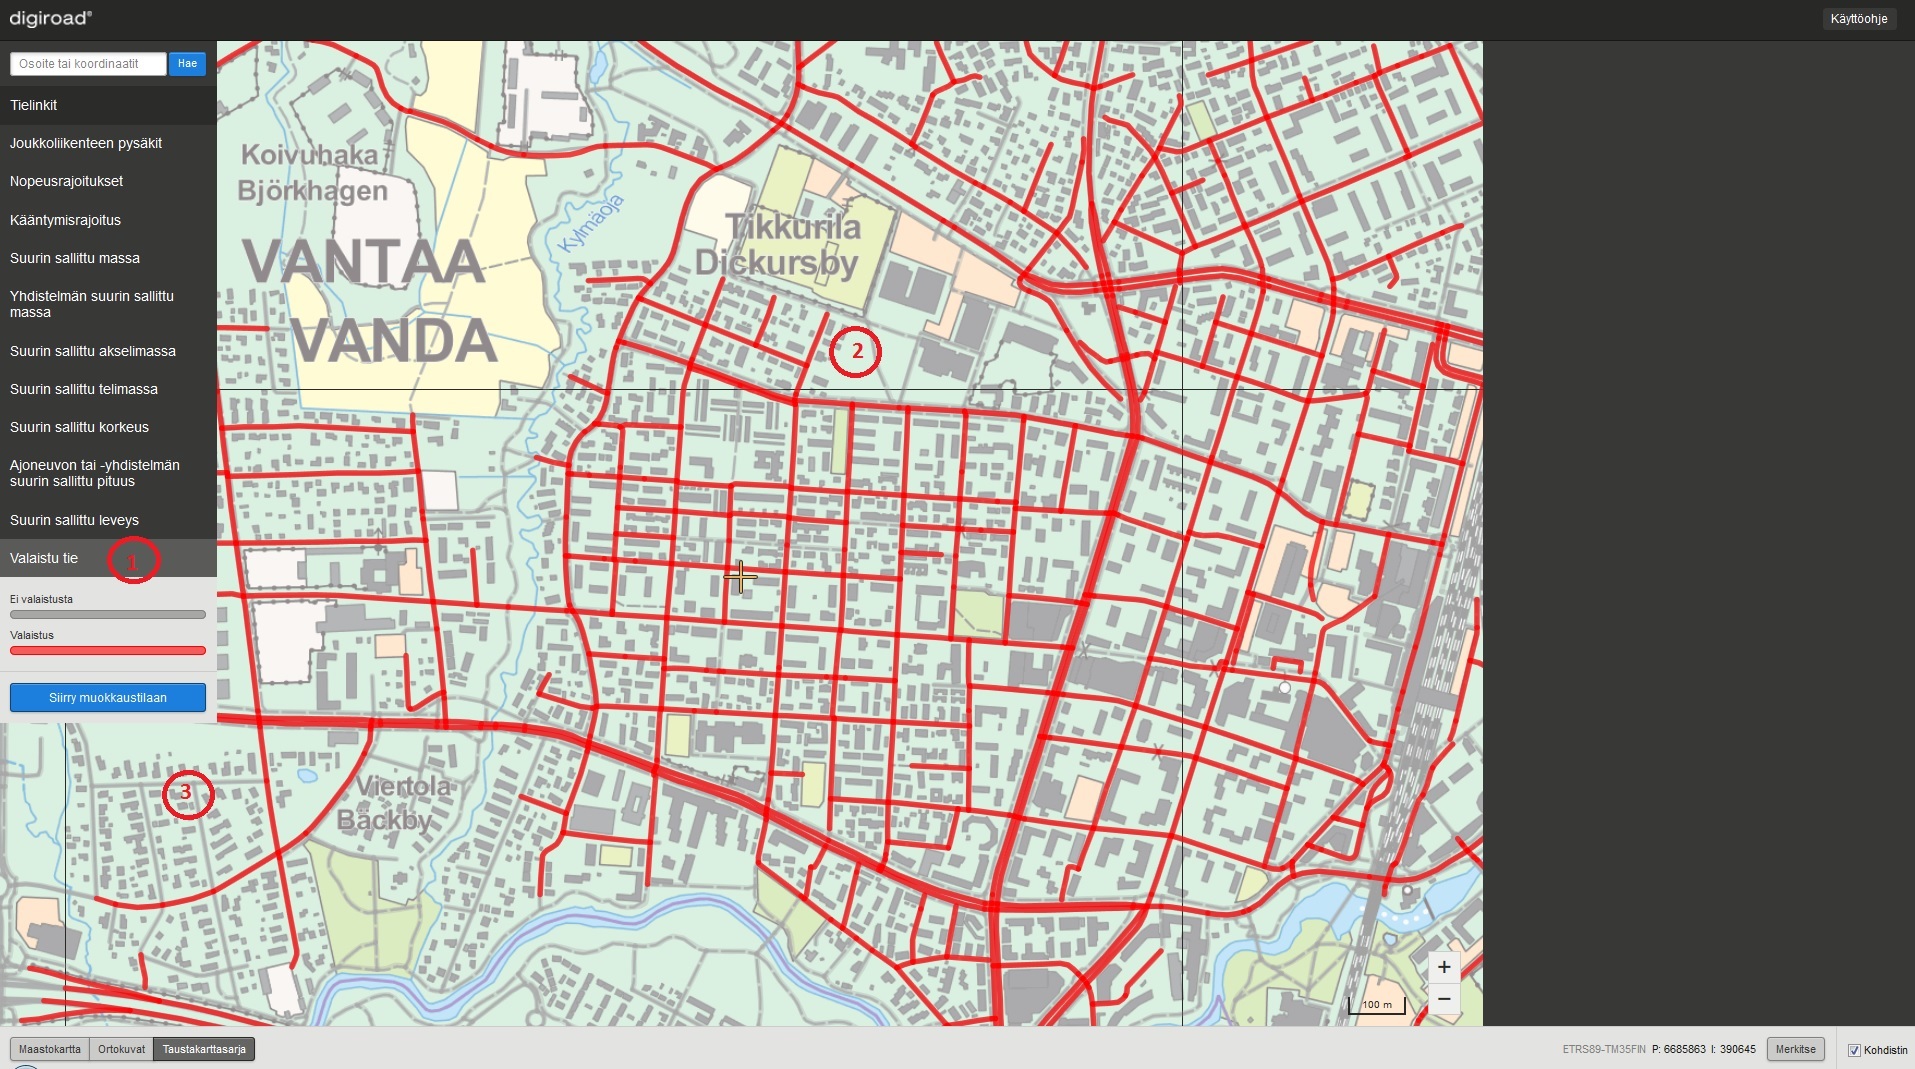 digiroad®
Käyttöohje
Osoite tai koordinaatit
Hae
Tielinkit
Joukkoliikenteen pysäkit
Nopeusrajoitukset
Kääntymisrajoitus
Suurin sallittu massa
Yhdistelmän suurin sallittu
massa
Suurin sallittu akselimassa
Suurin sallittu telimassa
Suurin sallittu korkeus
Ajoneuvon tai -yhdistelmän
suurin sallittu pituus
Suurin sallittu leveys
Valaistu tie
1
Ei valaistusta
Valaistus
Siirry muokkaustilaan
Koivuhaka
Björkhagen
VANTAA
VANDA
Kylmäoja
Tikkurila
Dickursby
2
3
Viertola
Bäckby
+
−
100 m
Maastokartta
Ortokuvat
Taustakarttasarja
ETRS89-TM35FIN P: 6685863 I: 390645
Merkitse
Kohdistin